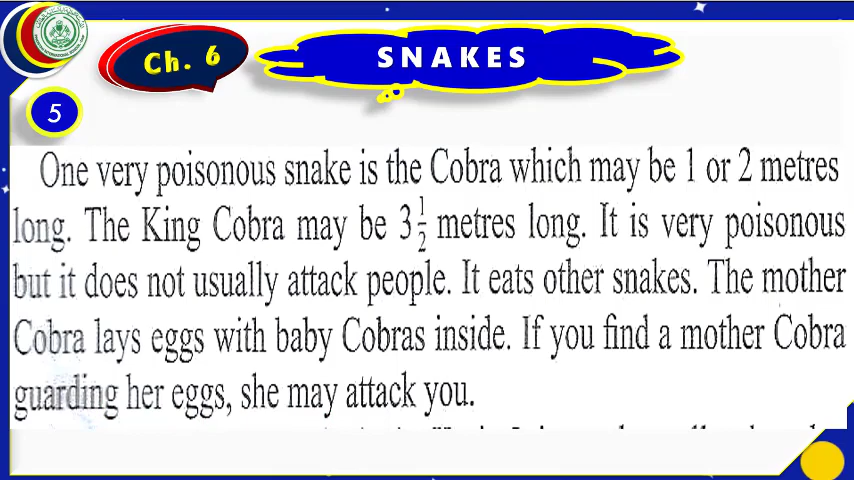 Ch. 6
SNAKES
5
One very poisonous snake is the Cobra which may be 1 or 2 metres
long. The King Cobra may be 3 1/2 metres long. It is very poisonous
but it does not usually attack people. It eats other snakes. The mother
Cobra lays eggs with baby Cobras inside. If you find a mother Cobra
guarding her eggs, she may attack you.